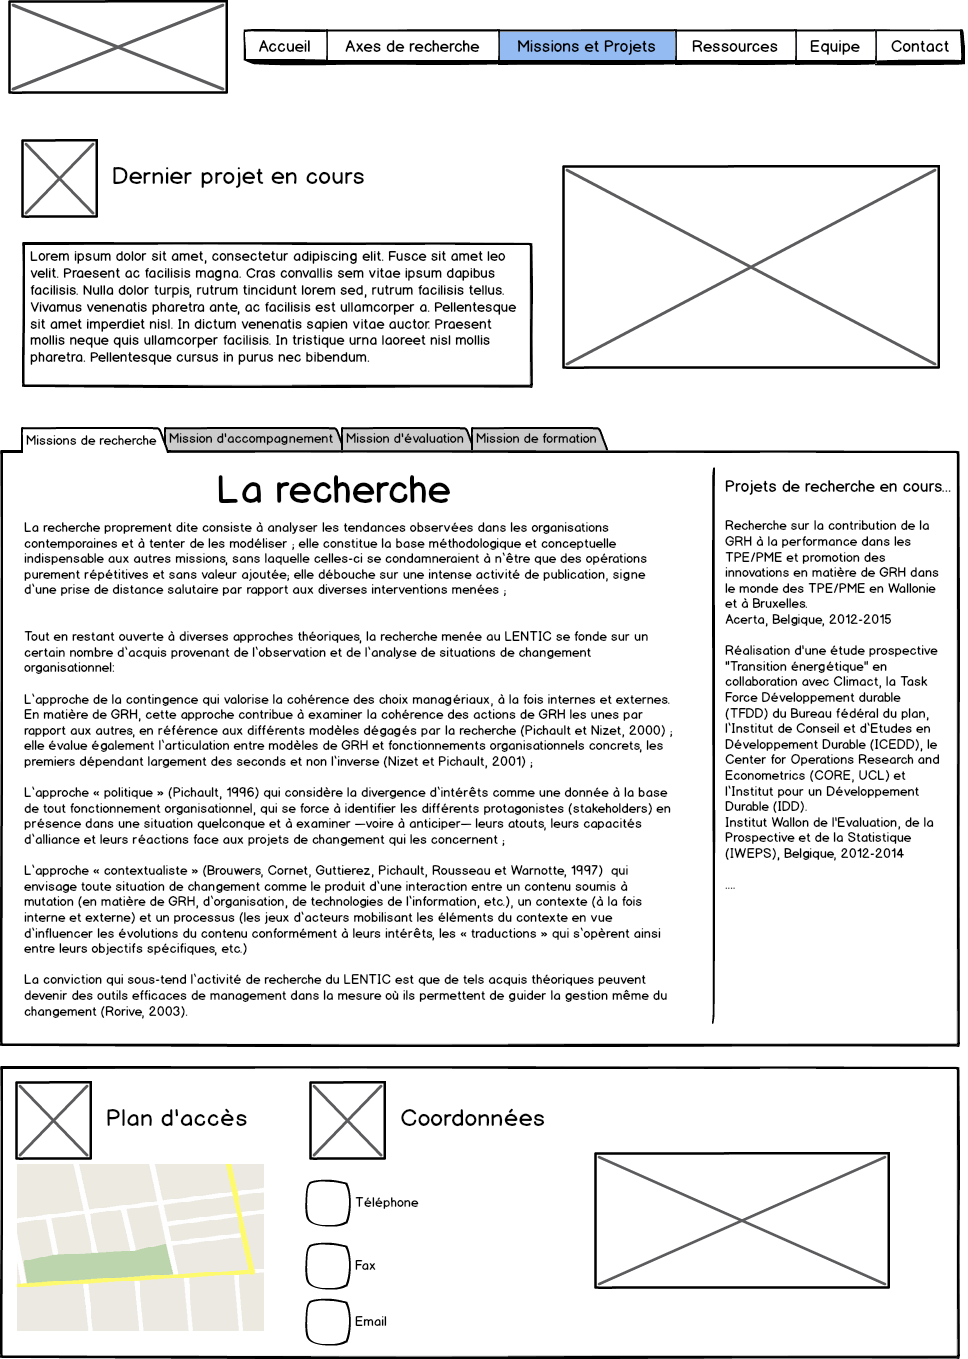 Accueil
Axes de recherche
Missions et Projets
Ressources
Equipe
Contact
Dernier projet en cours
Lorem ipsum dolor sit amet, consectetur adipiscing elit. Fusce sit amet leo
velit. Praesent ac facilisis magna. Cras convallis sem vitae ipsum dapibus
facilisis. Nulla dolor turpis, rutrum tincidunt lorem sed, rutrum facilisis tellus.
Vivamus venenatis pharetra ante, ac facilisis est ullamcorper a. Pellentesque
sit amet imperdiet nisl. In dictum venenatis sapien vitae auctor. Praesent
mollis neque quis ullamcorper facilisis. In tristique urna laoreet nisl mollis
pharetra. Pellentesque cursus in purus nec bibendum.
Missions de recherche
Mission d'accompagnement
Mission d'évaluation
Mission de formation
La recherche
La recherche proprement dite consiste à analyser les tendances observées dans les organisations
contemporaines et à tenter de les modéliser ; elle constitue la base méthodologique et conceptuelle
indispensable aux autres missions, sans laquelle celles-ci se condamneraient à n'être que des opérations
purement répétitives et sans valeur ajoutée; elle débouche sur une intense activité de publication, signe
d'une prise de distance salutaire par rapport aux diverses interventions menées ;
Tout en restant ouverte à diverses approches théoriques, la recherche menée au LENTIC se fonde sur un
certain nombre d'acquis provenant de l'observation et de l'analyse de situations de changement
organisationnel:
L'approche de la contingence qui valorise la cohérence des choix managériaux, à la fois internes et externes.
En matière de GRH, cette approche contribue à examiner la cohérence des actions de GRH les unes par
rapport aux autres, en référence aux différents modèles dégagés par la recherche (Pichault et Nizet, 2000) ;
elle évalue également l'articulation entre modèles de GRH et fonctionnements organisationnels concrets, les
premiers dépendant largement des seconds et non l'inverse (Nizet et Pichault, 2001) ;
L'approche « politique » (Pichault, 1996) qui considère la divergence d'intérêts comme une donnée à la base
de tout fonctionnement organisationnel, qui se force à identifier les différents protagonistes (stakeholders) en
présence dans une situation quelconque et à examiner —voire à anticiper— leurs atouts, leurs capacités
d'alliance et leurs réactions face aux projets de changement qui les concernent ;
L'approche « contextualiste » (Brouwers, Cornet, Guttierez, Pichault, Rousseau et Warnotte, 1997)  qui
envisage toute situation de changement comme le produit d'une interaction entre un contenu soumis à
mutation (en matière de GRH, d'organisation, de technologies de l'information, etc.), un contexte (à la fois
interne et externe) et un processus (les jeux d'acteurs mobilisant les éléments du contexte en vue
d'influencer les évolutions du contenu conformément à leurs intérêts, les « traductions » qui s'opèrent ainsi
entre leurs objectifs spécifiques, etc.)
La conviction qui sous-tend l'activité de recherche du LENTIC est que de tels acquis théoriques peuvent
devenir des outils efficaces de management dans la mesure où ils permettent de guider la gestion même du
changement (Rorive, 2003).
Projets de recherche en cours...
Recherche sur la contribution de la
GRH à la performance dans les
TPE/PME et promotion des
innovations en matière de GRH dans
le monde des TPE/PME en Wallonie
et à Bruxelles.
Acerta, Belgique, 2012-2015
Réalisation d'une étude prospective
"Transition énergétique" en
collaboration avec Climact, la Task
Force Développement durable
(TFDD) du Bureau fédéral du plan,
l'Institut de Conseil et d'Etudes en
Développement Durable (ICEDD), le
Center for Operations Research and
Econometrics (CORE, UCL) et
l'Institut pour un Développement
Durable (IDD).
Institut Wallon de l'Evaluation, de la
Prospective et de la Statistique
(IWEPS), Belgique, 2012-2014
....
Plan d'accès
Coordonnées
Téléphone
Fax
Email